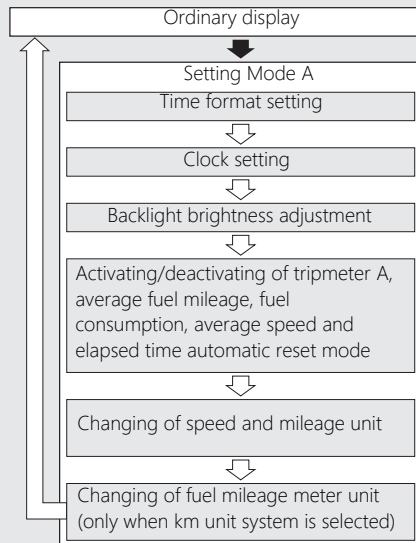 Ordinary display
Setting Mode A
Time format setting
Clock setting
Backlight brightness adjustment
Activating/deactivating of tripmeter A,
average fuel mileage, fuel
consumption, average speed and
elapsed time automatic reset mode
Changing of speed and mileage unit
Changing of fuel mileage meter unit
(only when km unit system is selected)